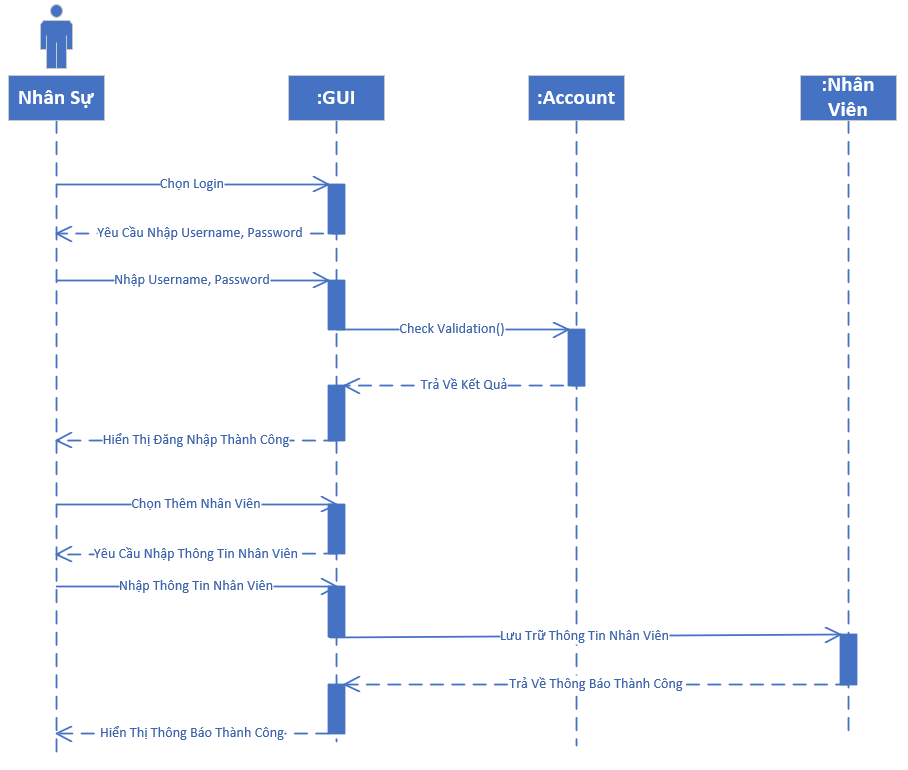 Nhân Sự
:GUI
:Account
:Nhân
Viên
Chọn Login
Yêu Cầu Nhập Username, Password
Nhập Username, Password
Check Validation()
Trả Về Kết Quả
Hiển Thị Đăng Nhập Thành Công
Chọn Thêm Nhân Viên
Yêu Cầu Nhập Thông Tin Nhân Viên
Nhập Thông Tin Nhân Viên
Lưu Trữ Thông Tin Nhân Viên
Trả Về Thông Báo Thành Công
Hiển Thị Thông Báo Thành Công